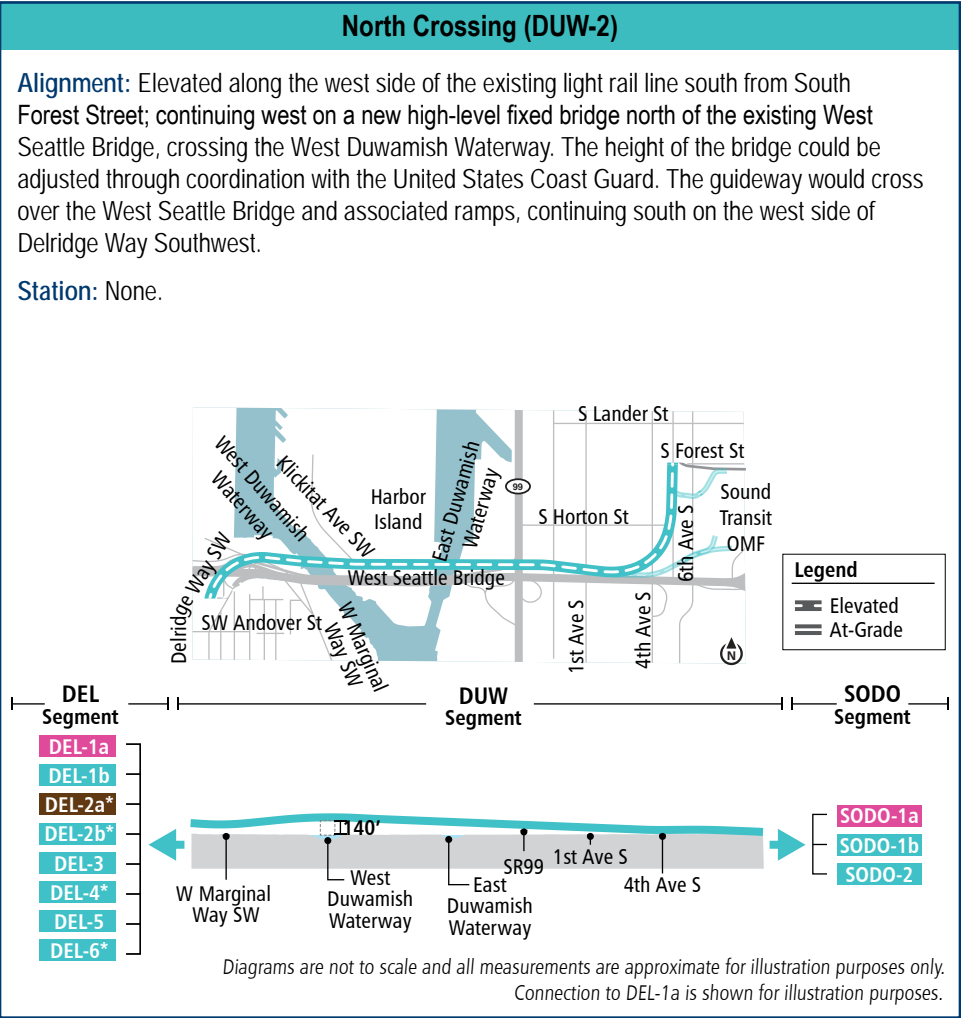 North Crossing (DUW-2)
Alignment: Elevated along the west side of the existing light rail line south from South
Forest Street; continuing west on a new high-level fixed bridge north of the existing West
Seattle Bridge, crossing the West Duwamish Waterway. The height of the bridge could be
adjusted through coordination with the United States Coast Guard. The guideway would cross
over the West Seattle Bridge and associated ramps, continuing south on the west side of
Delridge Way Southwest.
Station: None.
S Lander St
S Forest St
West Duwamish
Waterway
Klickitat Ave SW
Harbor
Island
East Duwamish
Waterway
99
S Horton St
Sound
Transit
OMF
6th Ave S
Delridge Way SW
West Seattle Bridge
SW Andover St
W Marginal
Way SW
1st Ave S
4th Ave S
N
Legend
Elevated
At-Grade
DEL
Segment
DUW
Segment
SODO
Segment
DEL-1a
DEL-1b
DEL-2a*
DEL-2b*
DEL-3
DEL-4*
DEL-5
DEL-6*
140'
W Marginal
Way SW
West
Duwamish
Waterway
East
Duwamish
Waterway
SR99
1st Ave S
4th Ave S
SODO-1a
SODO-1b
SODO-2
Diagrams are not to scale and all measurements are approximate for illustration purposes only.
Connection to DEL-1a is shown for illustration purposes.